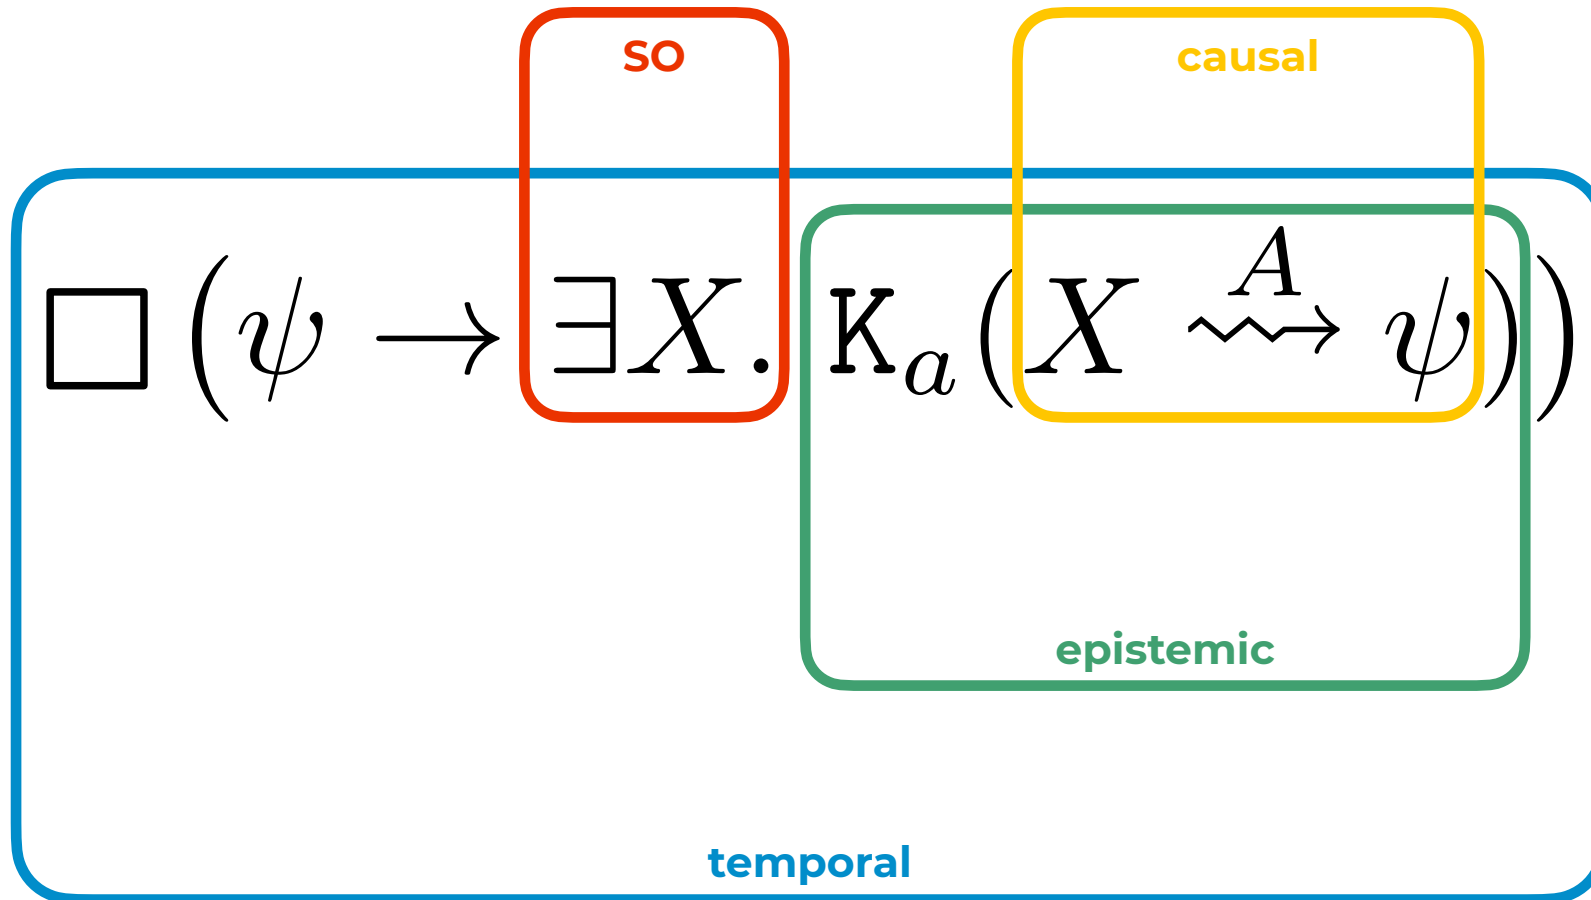 SO causal
□(ψ → ∃X. K_a(X ⇝^A ψ))
epistemic
temporal